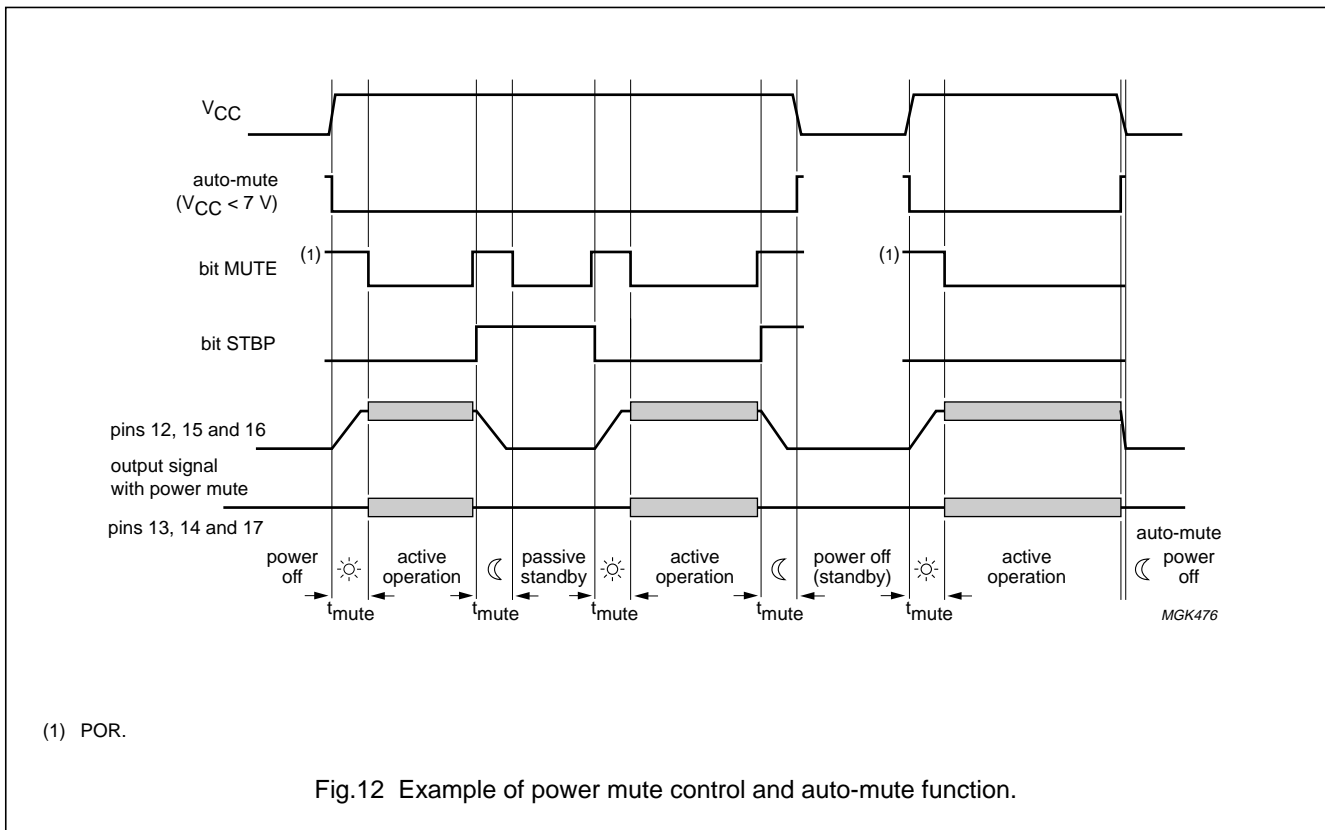 VCC
auto-mute
(VCC < 7 V)
(1)
(1)
bit MUTE
bit STBP
pins 12, 15 and 16
output signal
with power mute
pins 13, 14 and 17
power
off
active
operation
passive
standby
active
operation
power off
(standby)
active
operation
auto-mute
power
off
tmute
tmute
tmute
tmute
tmute
MGK476
(1) POR.
Fig.12 Example of power mute control and auto-mute function.